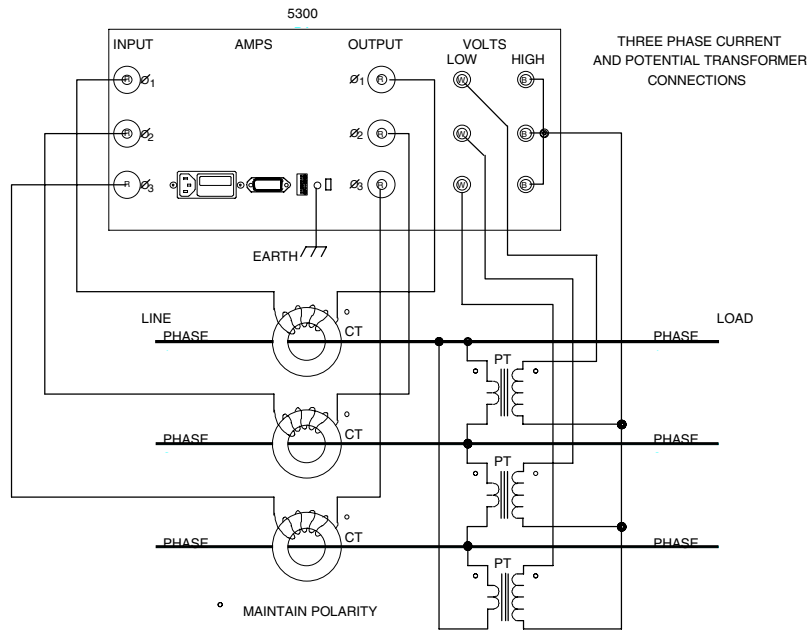 5300
INPUT AMPS OUTPUT VOLTS
LOW HIGH
THREE PHASE CURRENT
AND POTENTIAL TRANSFORMER
CONNECTIONS
R Ø1 Ø1 R W B
R Ø2 Ø2 R W B
R Ø3 Ø3 R W B
EARTH
LINE LOAD
CT
PHASE PHASE
PT
CT
PHASE PHASE
PT
CT
PHASE PHASE
PT
MAINTAIN POLARITY